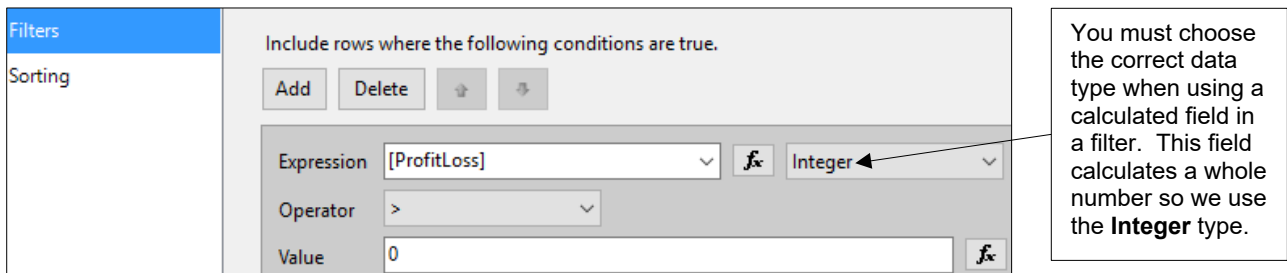 Filters
Sorting
Include rows where the following conditions are true.
Add Delete
Expression [ProfitLoss] fx Integer
Operator >
Value 0 fx
You must choose
the correct data
type when using a
calculated field in
a filter.  This field
calculates a whole
number so we use
the Integer type.